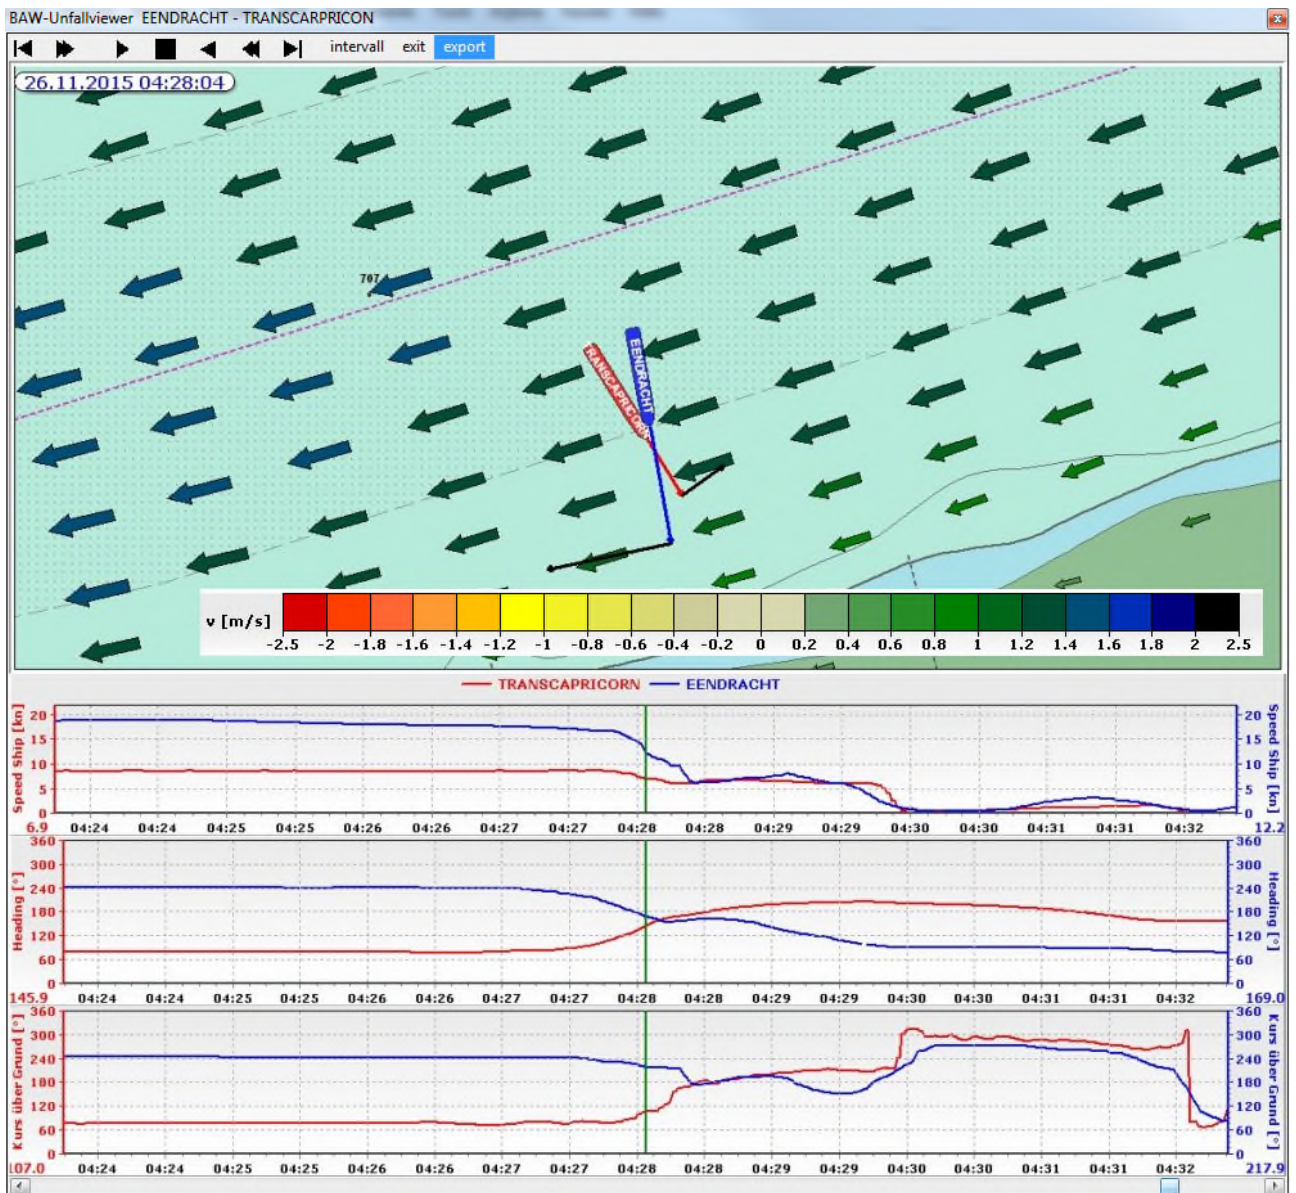 BAW-Unfallviewer EENDRACHT - TRANSCARPRICON
intervall exit export
26.11.2015 04:28:04
707
TRANSCAPRICORN
EENDRACHT
v [m/s]
-2.5 -2 -1.8 -1.6 -1.4 -1.2 -1 -0.8 -0.6 -0.4 -0.2 0 0.2 0.4 0.6 0.8 1 1.2 1.4 1.6 1.8 2 2.5
TRANSCAPRICORN EENDRACHT
Speed Ship [kn]
20
15
10
5
0
20
15
10
5
0
Speed Ship [kn]
6.9 04:24 04:24 04:25 04:25 04:26 04:26 04:27 04:27 04:28 04:28 04:29 04:29 04:30 04:30 04:31 04:31 04:32 12.2
Heading [°]
360
300
240
180
120
60
0
360
300
240
180
120
60
0
Heading [°]
145.9 04:24 04:24 04:25 04:25 04:26 04:26 04:27 04:27 04:28 04:28 04:29 04:29 04:30 04:30 04:31 04:31 04:32 169.0
Kurs über Grund [°]
360
300
240
180
120
60
0
360
300
240
180
120
60
0
Kurs über Grund [°]
107.0 04:24 04:24 04:25 04:25 04:26 04:26 04:27 04:27 04:28 04:28 04:29 04:29 04:30 04:30 04:31 04:31 04:32 217.9